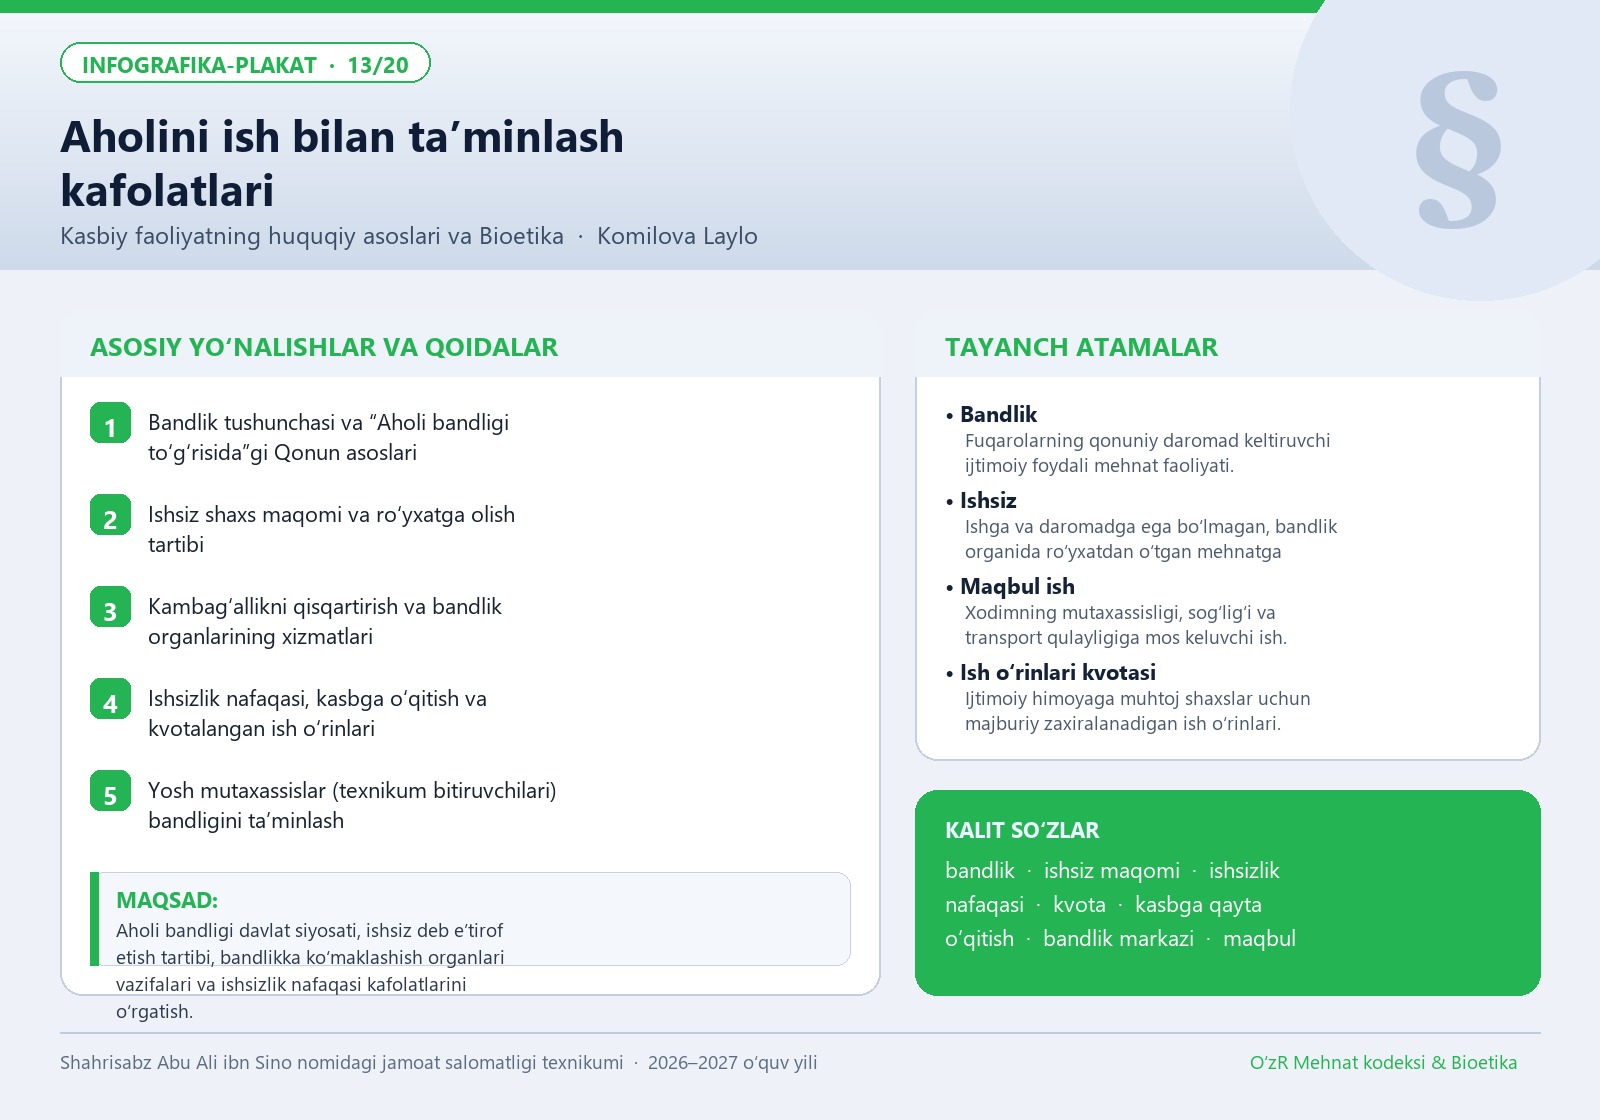 INFOGRAFIKA-PLAKAT · 13/20
§
Aholini ish bilan ta’minlash
kafolatlari
Kasbiy faoliyatning huquqiy asoslari va Bioetika · Komilova Laylo
ASOSIY YO‘NALISHLAR VA QOIDALAR
1 Bandlik tushunchasi va “Aholi bandligi
to‘g‘risida”gi Qonun asoslari
2 Ishsiz shaxs maqomi va ro‘yxatga olish
tartibi
3 Kambag‘allikni qisqartirish va bandlik
organlarining xizmatlari
4 Ishsizlik nafaqasi, kasbga o‘qitish va
kvotalangan ish o‘rinlari
5 Yosh mutaxassislar (texnikum bitiruvchilari)
bandligini ta’minlash
MAQSAD:
Aholi bandligi davlat siyosati, ishsiz deb e’tirof
etish tartibi, bandlikka ko‘maklashish organlari
vazifalari va ishsizlik nafaqasi kafolatlarini
o‘rgatish.
TAYANCH ATAMALAR
• Bandlik
Fuqarolarning qonuniy daromad keltiruvchi
ijtimoiy foydali mehnat faoliyati.
• Ishsiz
Ishga va daromadga ega bo‘lmagan, bandlik
organida ro‘yxatdan o‘tgan mehnatga
• Maqbul ish
Xodimning mutaxassisligi, sog‘lig‘i va
transport qulayligiga mos keluvchi ish.
• Ish o‘rinlari kvotasi
Ijtimoiy himoyaga muhtoj shaxslar uchun
majburiy zaxiralanadigan ish o‘rinlari.
KALIT SO‘ZLAR
bandlik · ishsiz maqomi · ishsizlik
nafaqasi · kvota · kasbga qayta
o‘qitish · bandlik markazi · maqbul
Shahrisabz Abu Ali ibn Sino nomidagi jamoat salomatligi texnikumi · 2026–2027 o‘quv yili
O‘zR Mehnat kodeksi & Bioetika